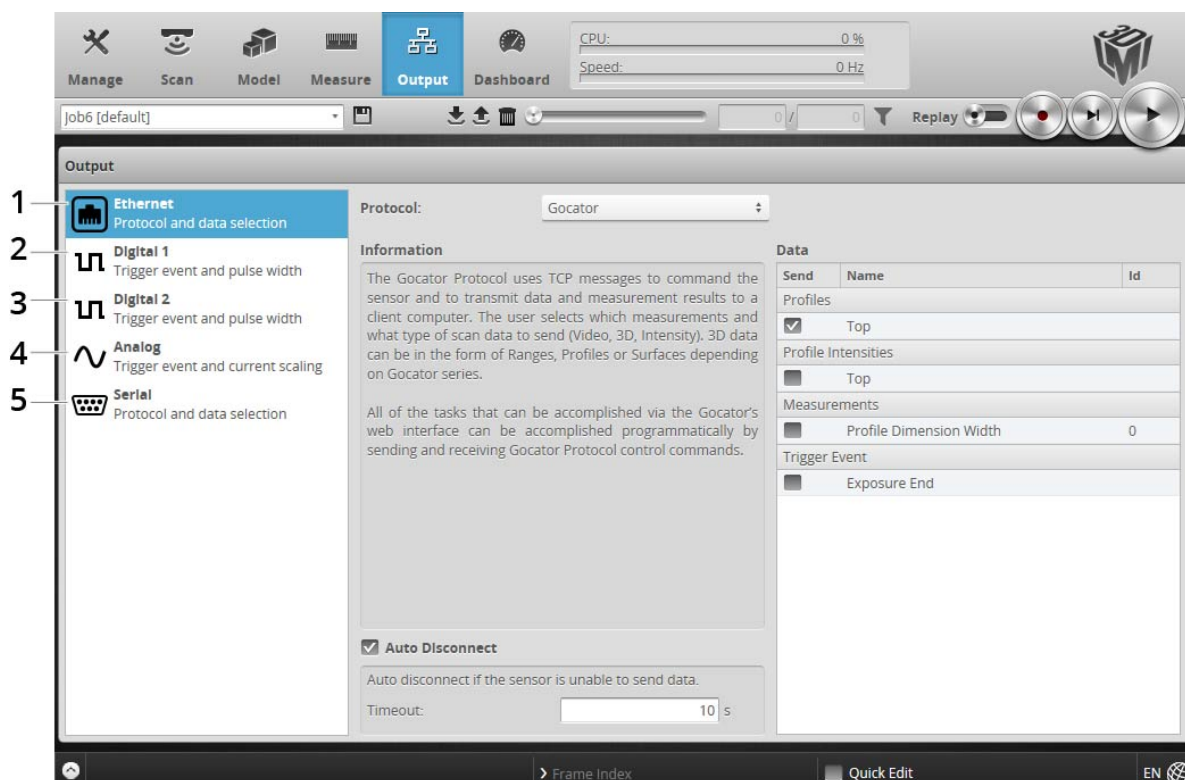 Manage
Scan
Model
Measure
Output
Dashboard
CPU: 0 %
Speed: 0 Hz
Job6 [default]
0 / 0
Replay
Output
1
Ethernet
Protocol and data selection
2
Digital 1
Trigger event and pulse width
3
Digital 2
Trigger event and pulse width
4
Analog
Trigger event and current scaling
5
Serial
Protocol and data selection
Protocol: Gocator
Information
The Gocator Protocol uses TCP messages to command the
sensor and to transmit data and measurement results to a
client computer. The user selects which measurements and
what type of scan data to send (Video, 3D, Intensity). 3D data
can be in the form of Ranges, Profiles or Surfaces depending
on Gocator series.
All of the tasks that can be accomplished via the Gocator's
web interface can be accomplished programmatically by
sending and receiving Gocator Protocol control commands.
Auto Disconnect
Auto disconnect if the sensor is unable to send data.
Timeout: 10 s
Data
Send Name Id
Profiles
Top
Profile Intensities
Top
Measurements
Profile Dimension Width 0
Trigger Event
Exposure End
Frame Index
Quick Edit
EN